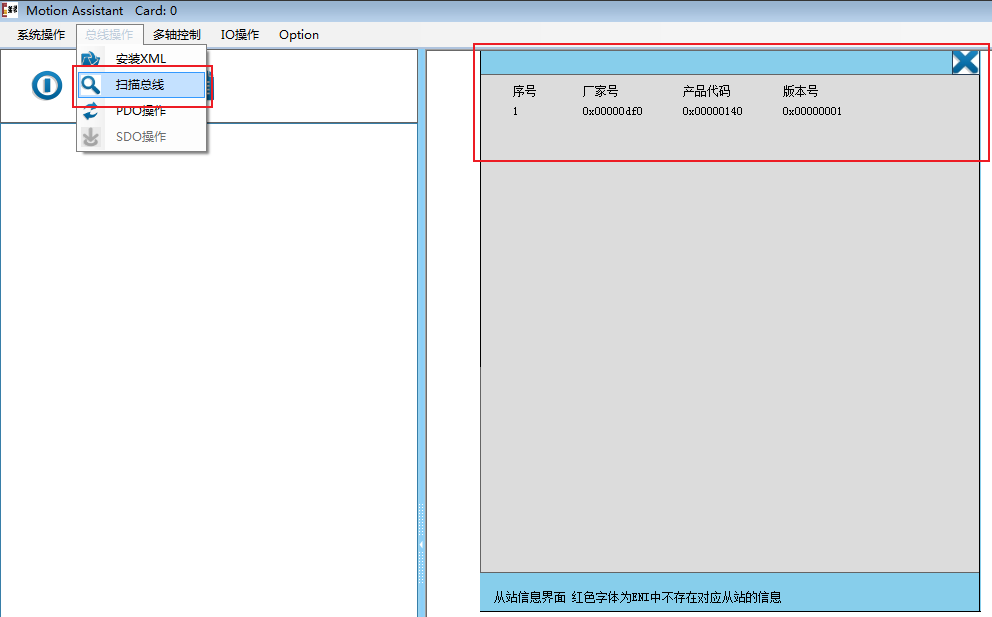 Motion Assistant Card: 0
系统操作 总线操作 多轴控制 IO操作 Option
安装XML
扫描总线
PDO操作
SDO操作
序号 厂家号 产品代码 版本号
1 0x00000df0 0x00000140 0x00000001
从站信息界面 红色字体为ENI中不存在对应从站的信息